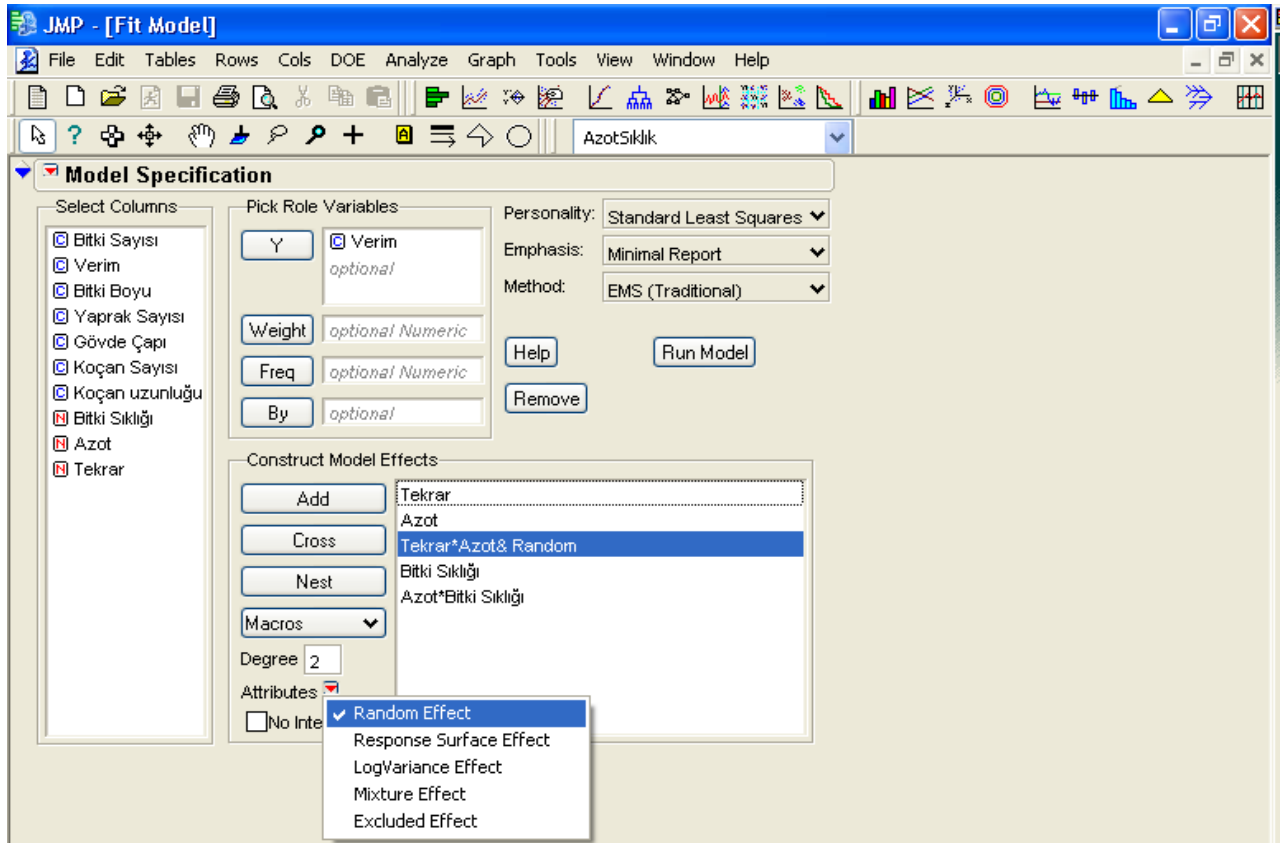 JMP - [Fit Model]
File Edit Tables Rows Cols DOE Analyze Graph Tools View Window Help
AzotSıklık
Model Specification
Select Columns
Bitki Sayısı
Verim
Bitki Boyu
Yaprak Sayısı
Gövde Çapı
Koçan Sayısı
Koçan uzunluğu
Bitki Sıklığı
Azot
Tekrar
Pick Role Variables
Y
Verim
optional
Weight optional Numeric
Freq optional Numeric
By optional
Personality: Standard Least Squares
Emphasis: Minimal Report
Method: EMS (Traditional)
Help Run Model
Remove
Construct Model Effects
Add
Cross
Nest
Macros
Degree 2
Attributes
No Inte
Tekrar
Azot
Tekrar*Azot& Random
Bitki Sıklığı
Azot*Bitki Sıklığı
Random Effect
Response Surface Effect
LogVariance Effect
Mixture Effect
Excluded Effect